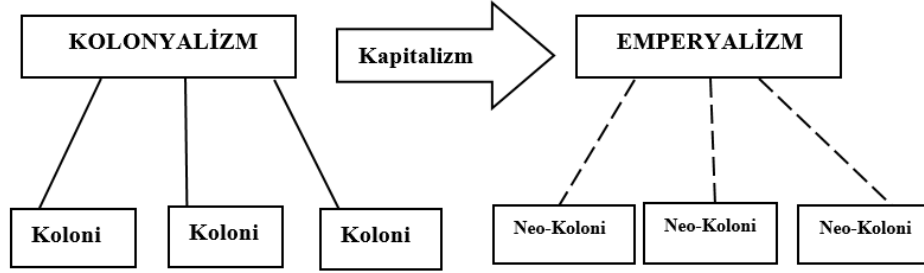 KOLONYALİZM
Kapitalizm
EMPERYALİZM
Koloni
Koloni
Koloni
Neo-Koloni
Neo-Koloni
Neo-Koloni